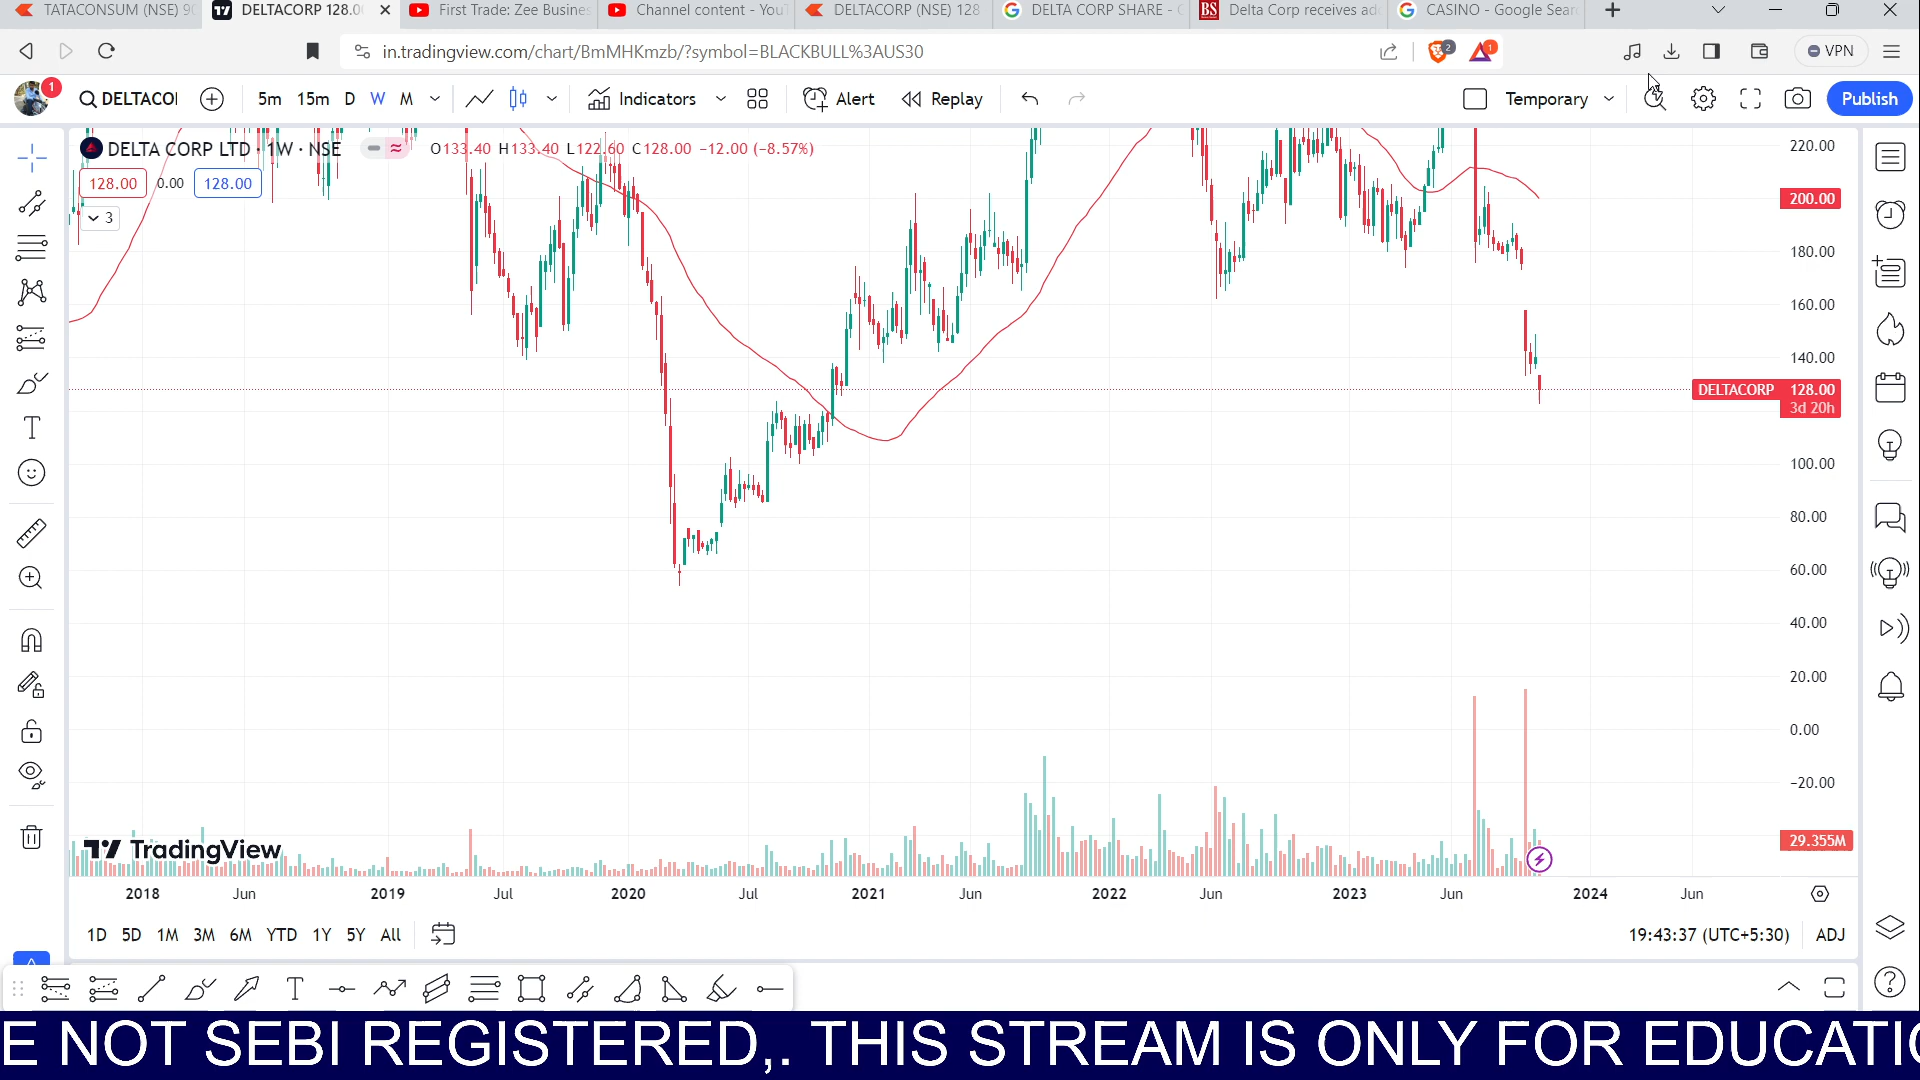 TATACONSUM (NSE) 90
DELTACORP 128.0
First Trade: Zee Busines
Channel content - You
DELTACORP (NSE) 128
DELTA CORP SHARE -
BS
Delta Corp receives ad
CASINO - Google Sear
in.tradingview.com/chart/BmMHKmzb/?symbol=BLACKBULL%3AUS30
2
1
VPN
1
DELTACOI
5m 15m D W M
Indicators
Alert
Replay
Temporary
Publish
DELTA CORP LTD · 1W · NSE
O133.40 H133.40 L122.60 C128.00 −12.00 (−8.57%)
128.00 0.00 128.00
3
220.00
200.00
180.00
160.00
140.00
DELTACORP 128.00
3d 20h
100.00
80.00
60.00
40.00
20.00
0.00
−20.00
29.355M
TradingView
2018 Jun 2019 Jul 2020 Jul 2021 Jun 2022 Jun 2023 Jun 2024 Jun
1D 5D 1M 3M 6M YTD 1Y 5Y All
19:43:37 (UTC+5:30) ADJ
E NOT SEBI REGISTERED,. THIS STREAM IS ONLY FOR EDUCATI